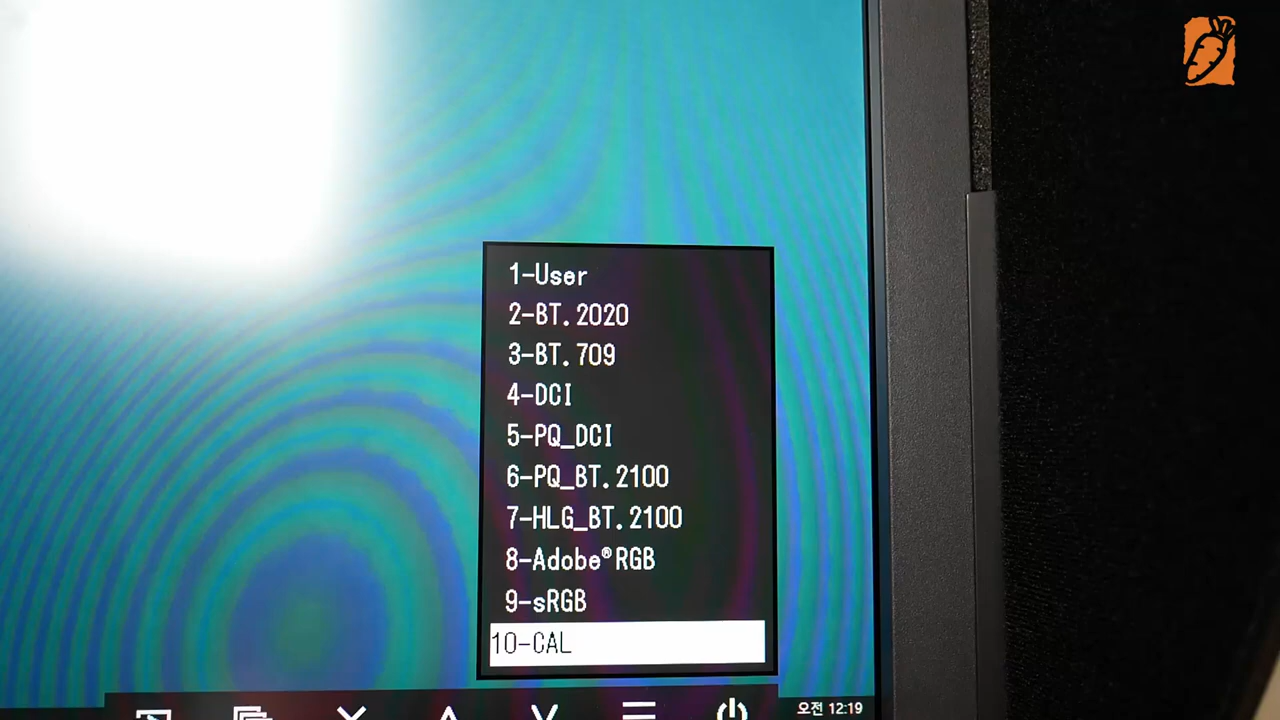 1-User
2-BT.2020
3-BT.709
4-DCI
5-PQ_DCI
6-PQ_BT.2100
7-HLG_BT.2100
8-Adobe®RGB
9-sRGB
10-CAL
오전 12:19